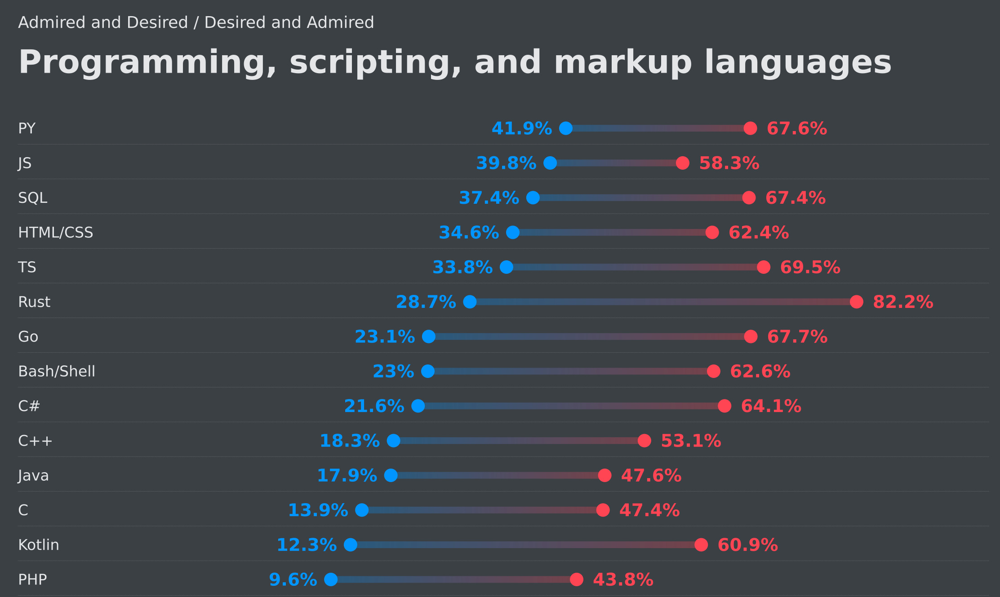 Admired and Desired / Desired and Admired
Programming, scripting, and markup languages
PY 41.9% 67.6%
JS 39.8% 58.3%
SQL 37.4% 67.4%
HTML/CSS 34.6% 62.4%
TS 33.8% 69.5%
Rust 28.7% 82.2%
Go 23.1% 67.7%
Bash/Shell 23% 62.6%
C# 21.6% 64.1%
C++ 18.3% 53.1%
Java 17.9% 47.6%
C 13.9% 47.4%
Kotlin 12.3% 60.9%
PHP 9.6% 43.8%